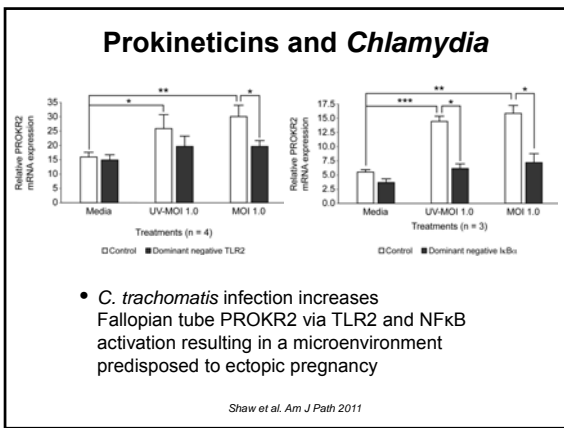 Prokineticins and Chlamydia
Relative PROKR2
mRNA expression
35
30
25
20
15
10
5
0
**
*
*
Media
UV-MOI 1.0
MOI 1.0
Treatments (n = 4)
Control
Dominant negative TLR2
Relative PROKR2
mRNA expression
17.5
15.0
12.5
10.0
7.5
5.0
2.5
0
**
***
*
*
Media
UV-MOI 1.0
MOI 1.0
Treatments (n = 3)
Control
Dominant negative IκBα
• C. trachomatis infection increases
Fallopian tube PROKR2 via TLR2 and NFκB
activation resulting in a microenvironment
predisposed to ectopic pregnancy
Shaw et al. Am J Path 2011